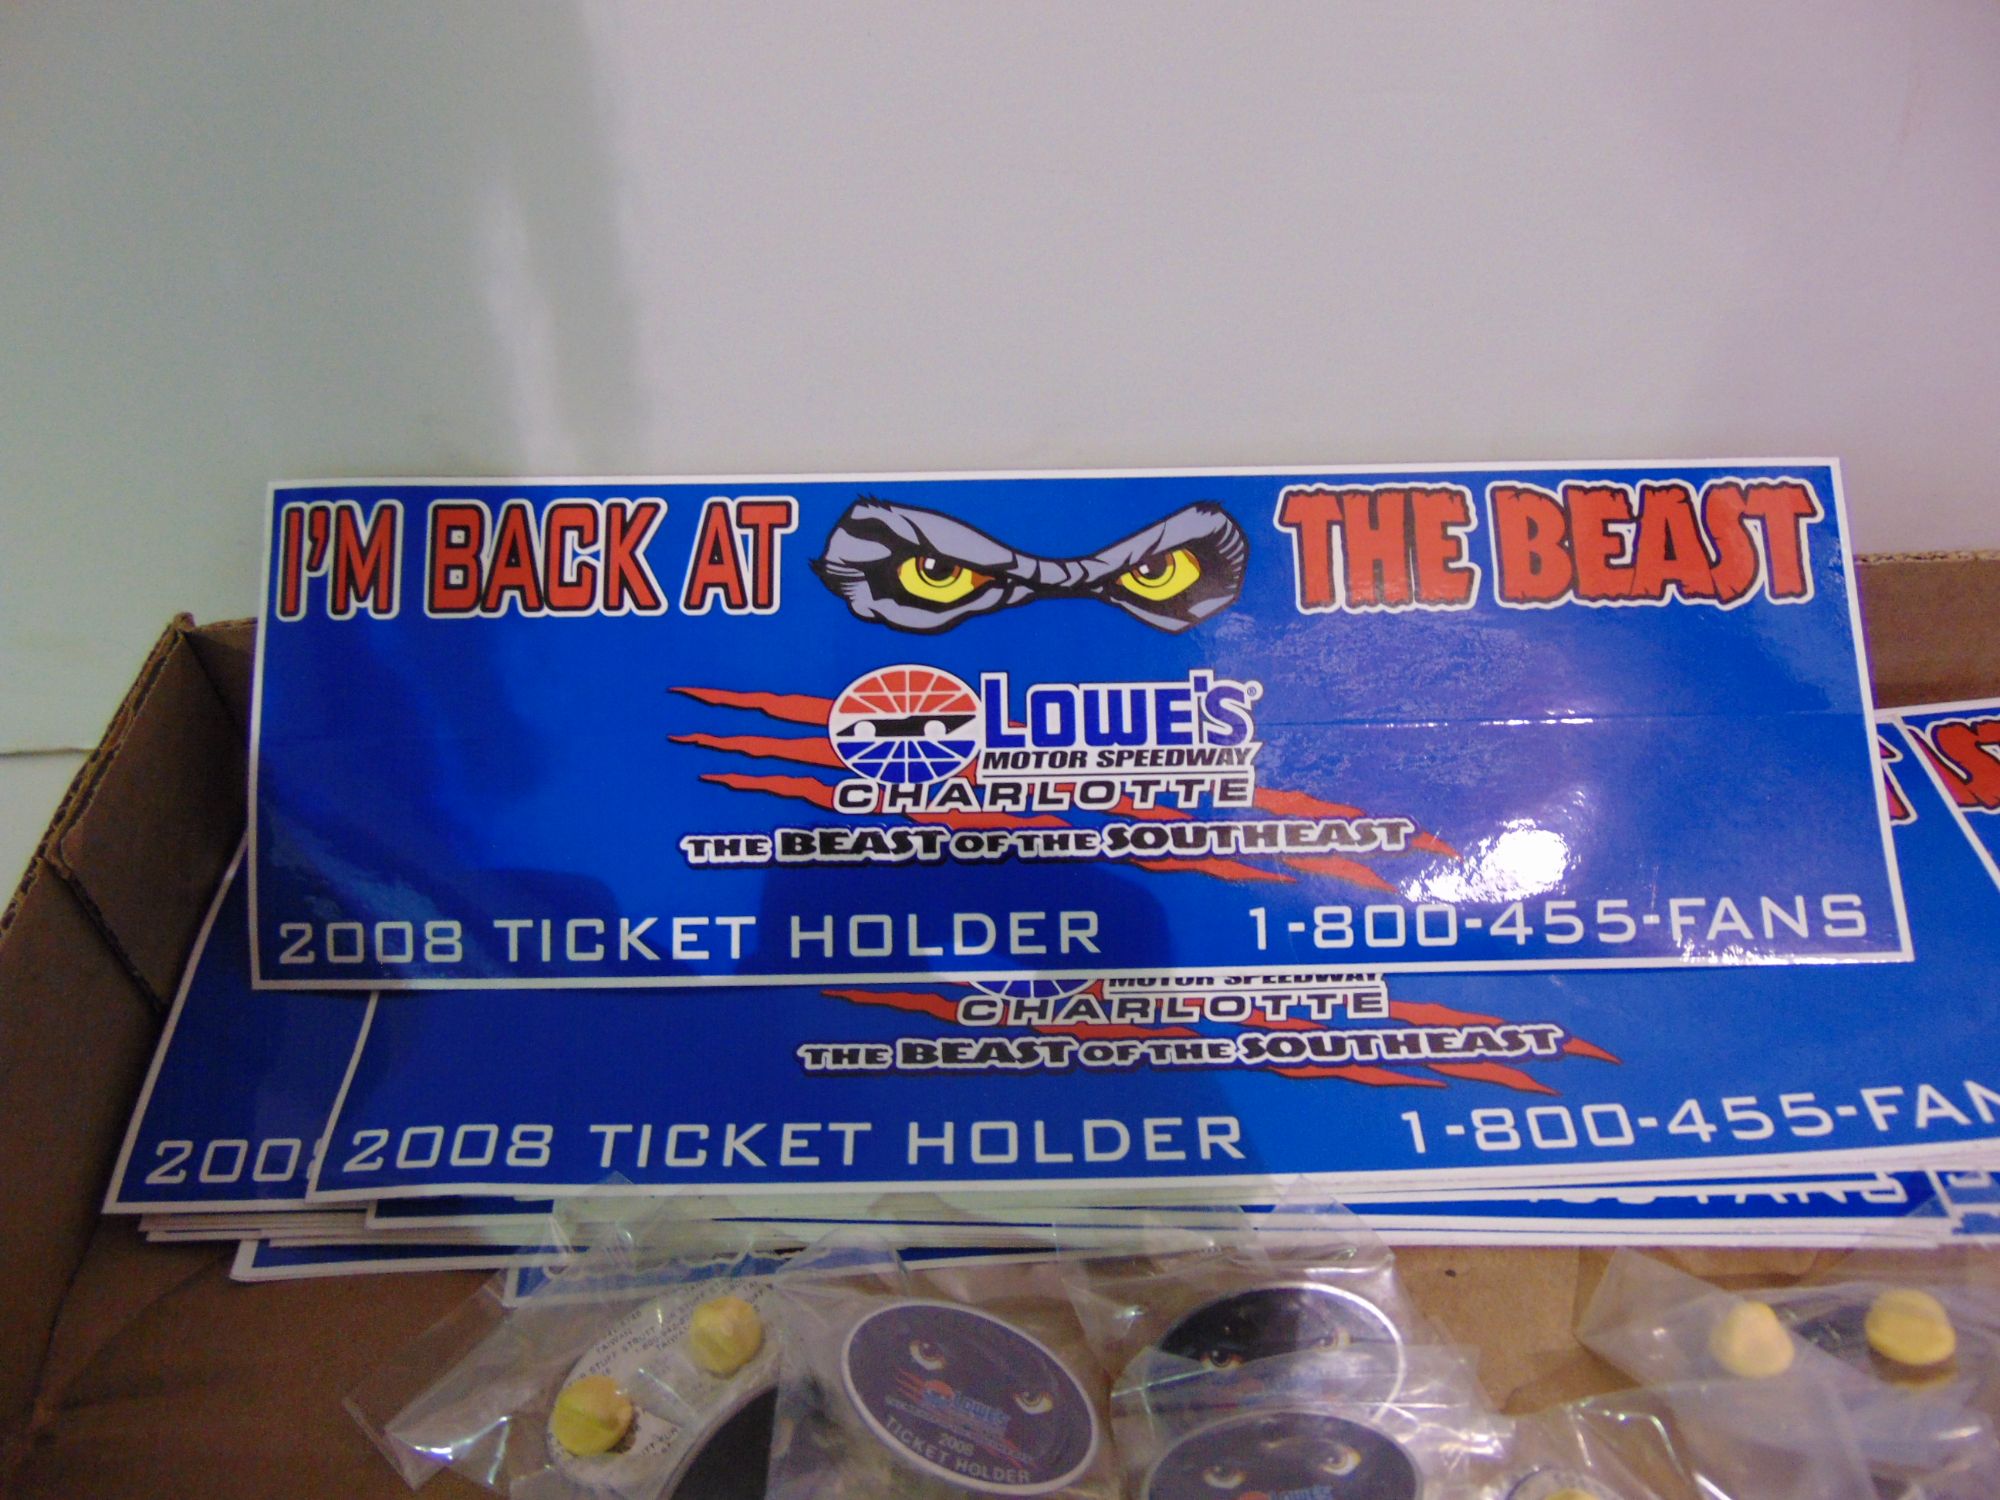 I'M BACK AT THE BEAST
LOWE'S®
MOTOR SPEEDWAY
CHARLOTTE
THE BEAST OF THE SOUTHEAST
2008 TICKET HOLDER 1-800-455-FANS
MOTOR SPEEDWAY
CHARLOTTE
THE BEAST OF THE SOUTHEAST
2008 2008 TICKET HOLDER 1-800-455-FAN
LOWE'S
2008
TICKET HOLDER